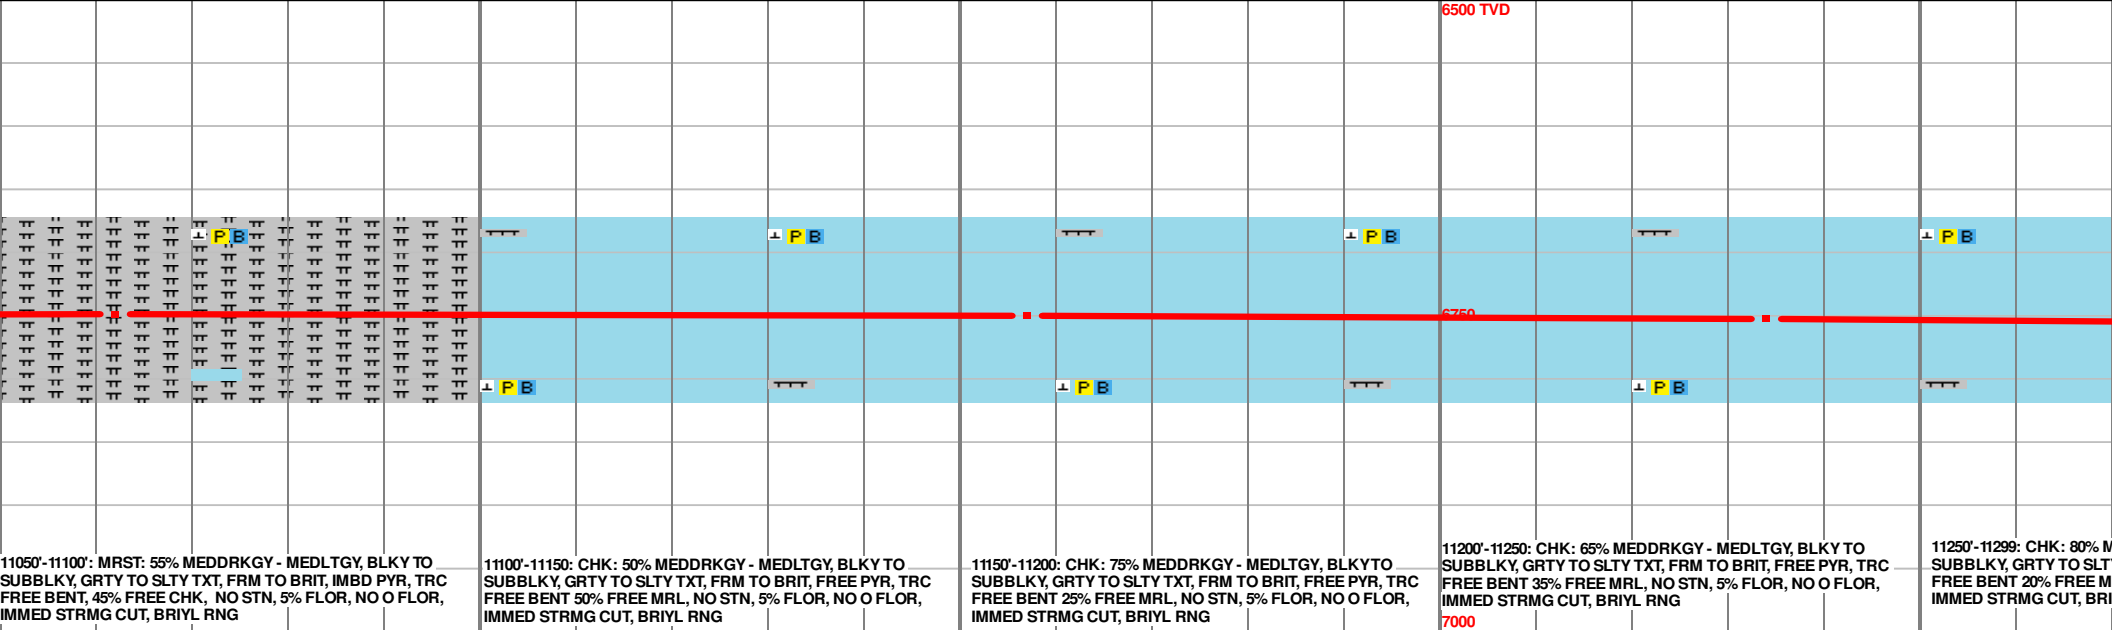 6500 TVD
P B
P B
P B
P B
6750
P B
P B
P B
11050'-11100': MRST: 55% MEDDRKGY - MEDLTGY, BLKY TO
SUBBLKY, GRTY TO SLTY TXT, FRM TO BRIT, IMBD PYR, TRC
FREE BENT, 45% FREE CHK, NO STN, 5% FLOR, NO O FLOR,
IMMED STRMG CUT, BRIYL RNG
11100'-11150: CHK: 50% MEDDRKGY - MEDLTGY, BLKY TO
SUBBLKY, GRTY TO SLTY TXT, FRM TO BRIT, FREE PYR, TRC
FREE BENT 50% FREE MRL, NO STN, 5% FLOR, NO O FLOR,
IMMED STRMG CUT, BRIYL RNG
11150'-11200: CHK: 75% MEDDRKGY - MEDLTGY, BLKYTO
SUBBLKY, GRTY TO SLTY TXT, FRM TO BRIT, FREE PYR, TRC
FREE BENT 25% FREE MRL, NO STN, 5% FLOR, NO O FLOR,
IMMED STRMG CUT, BRIYL RNG
11200'-11250: CHK: 65% MEDDRKGY - MEDLTGY, BLKY TO
SUBBLKY, GRTY TO SLTY TXT, FRM TO BRIT, FREE PYR, TRC
FREE BENT 35% FREE MRL, NO STN, 5% FLOR, NO O FLOR,
IMMED STRMG CUT, BRIYL RNG
11250'-11299: CHK: 80% M
SUBBLKY, GRTY TO SLT
FREE BENT 20% FREE M
IMMED STRMG CUT, BRI
7000